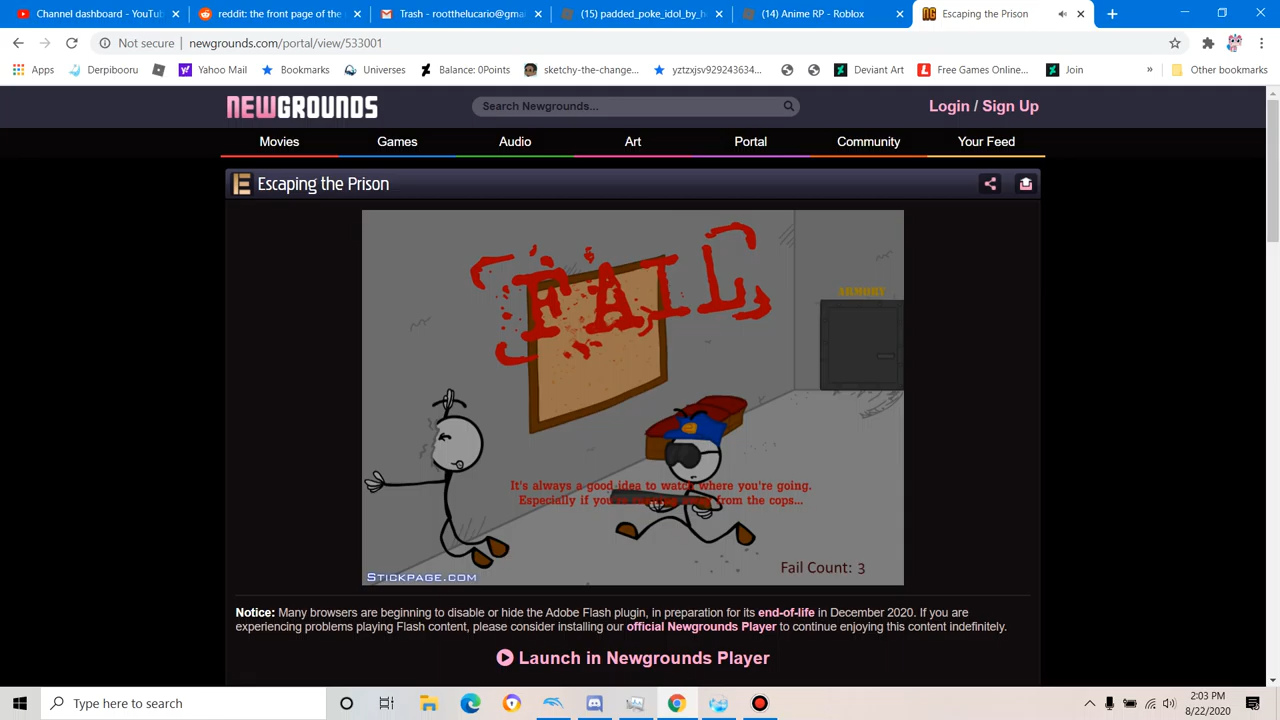 Channel dashboard - YouTub
reddit: the front page of the
Trash - rootthelucario@gma
(15) padded_poke_idol_by_h
(14) Anime RP - Roblox
Escaping the Prison
Not secure | newgrounds.com/portal/view/533001
Apps
Derpibooru
Yahoo Mail
Bookmarks
Universes
Balance: 0Points
sketchy-the-change...
yztzxjsv929243634...
Deviant Art
Free Games Online...
Join
»
Other bookmarks
NEWGROUNDS
Search Newgrounds...
Login / Sign Up
Movies
Games
Audio
Art
Portal
Community
Your Feed
E Escaping the Prison
FAIL
ARMORY
It's always a good idea to watch where you're going.
Especially if you're from the cops...
Fail Count: 3
STICKPAGE.COM
Notice: Many browsers are beginning to disable or hide the Adobe Flash plugin, in preparation for its end-of-life in December 2020. If you are
experiencing problems playing Flash content, please consider installing our official Newgrounds Player to continue enjoying this content indefinitely.
Launch in Newgrounds Player
Type here to search
2:03 PM
8/22/2020